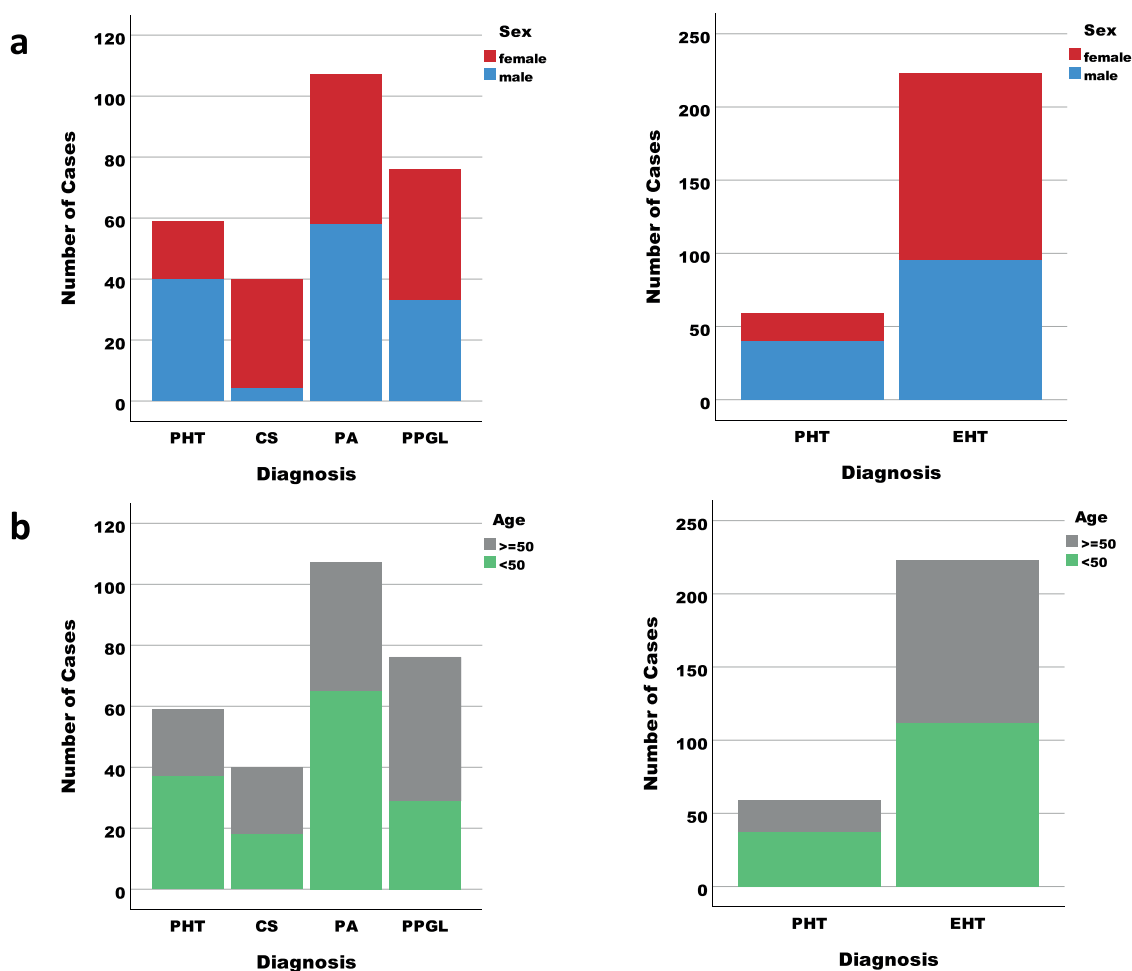 a
Sex
female
male
120
100
80
60
40
20
0
Number of Cases
PHT CS PA PPGL
Diagnosis
Sex
female
male
250
200
150
100
50
0
Number of Cases
PHT EHT
Diagnosis
b
Age
>=50
<50
120
100
80
60
40
20
0
Number of Cases
PHT CS PA PPGL
Diagnosis
Age
>=50
<50
250
200
150
100
50
0
Number of Cases
PHT EHT
Diagnosis